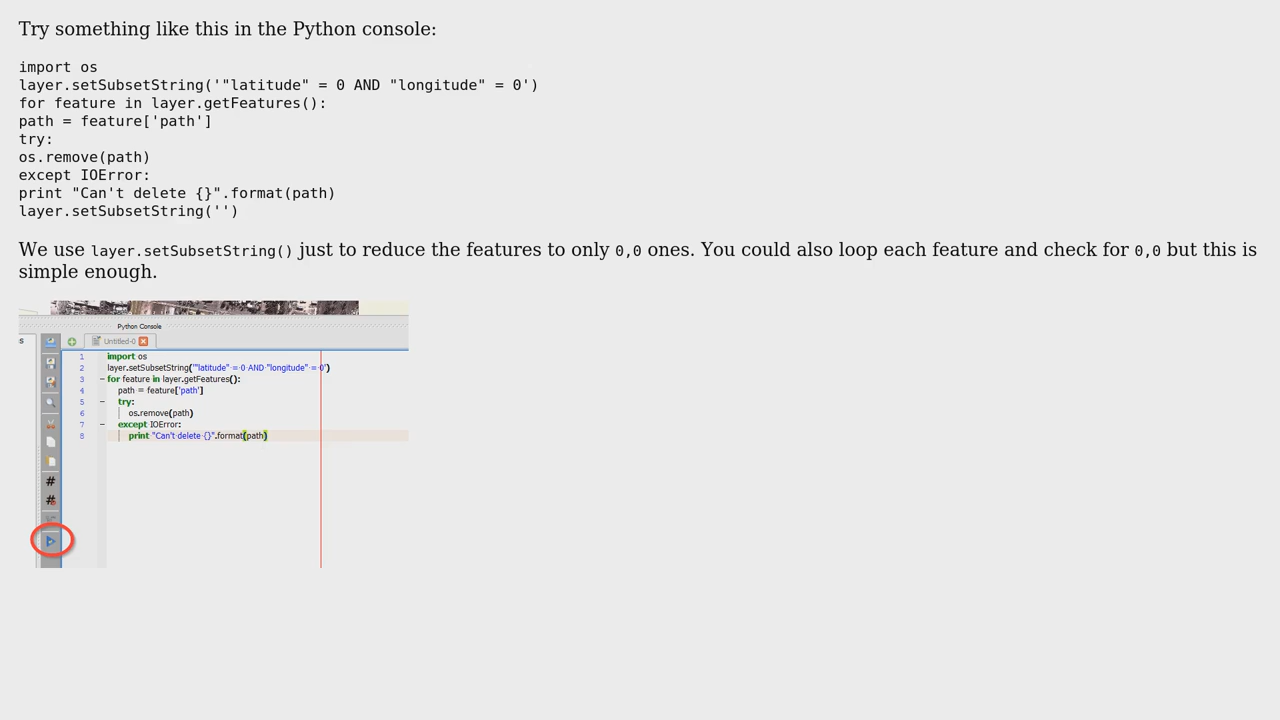 Try something like this in the Python console:
import os
layer.setSubsetString('"latitude" = 0 AND "longitude" = 0')
for feature in layer.getFeatures():
path = feature['path']
try:
os.remove(path)
except IOError:
print "Can't delete {}".format(path)
layer.setSubsetString('')
We use layer.setSubsetString() just to reduce the features to only 0,0 ones. You could also loop each feature and check for 0,0 but this is
simple enough.
Python Console
s
Untitled-0
1 import os
2 layer.setSubsetString('"latitude" = 0 AND "longitude" = 0')
3 for feature in layer.getFeatures():
4 path = feature['path']
5 try:
6 os.remove(path)
7 except IOError:
8 print "Can't delete {}".format(path)
#
#